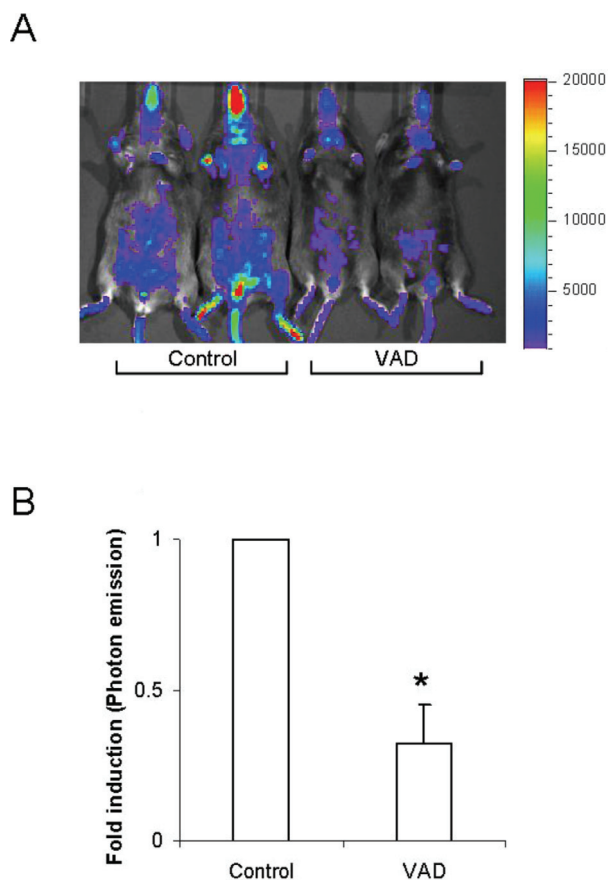 A
20000
15000
10000
5000
Control VAD
B
Fold induction (Photon emission)
1
0.5
0
*
Control VAD